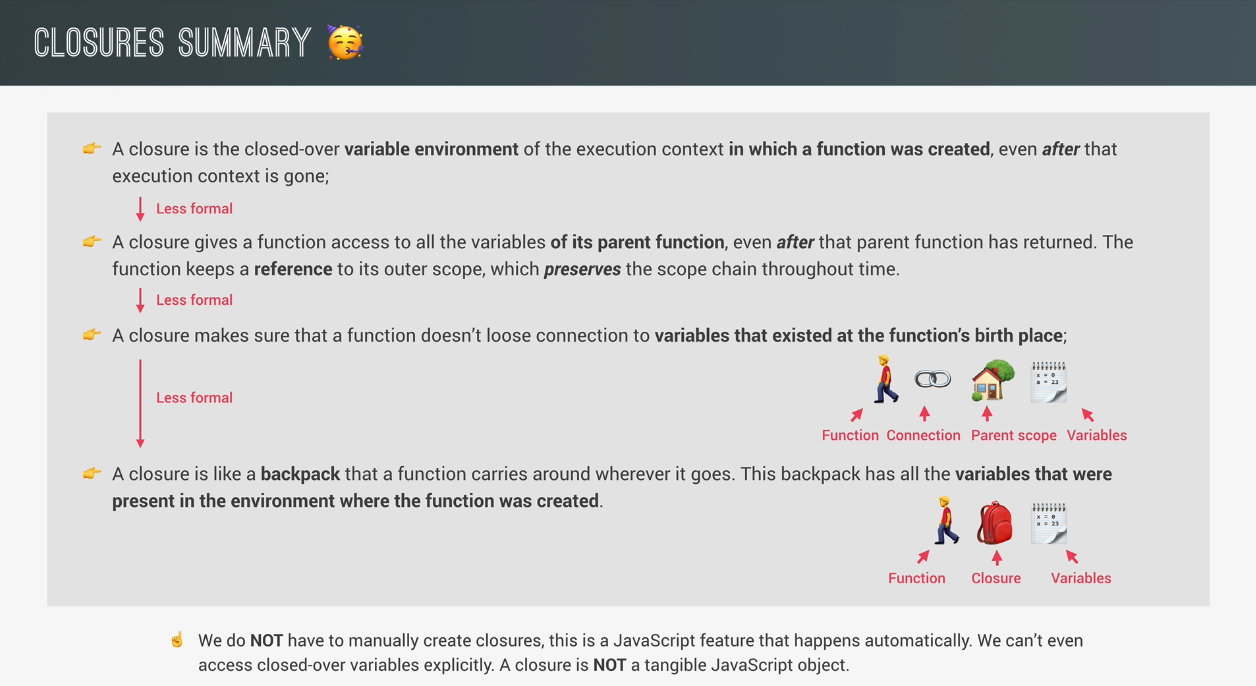 CLOSURES SUMMARY 🥳
👉 A closure is the closed-over variable environment of the execution context in which a function was created, even after that
execution context is gone;
Less formal
👉 A closure gives a function access to all the variables of its parent function, even after that parent function has returned. The
function keeps a reference to its outer scope, which preserves the scope chain throughout time.
Less formal
👉 A closure makes sure that a function doesn’t loose connection to variables that existed at the function’s birth place;
x = 0
a = 23
Less formal
Function Connection Parent scope Variables
👉 A closure is like a backpack that a function carries around wherever it goes. This backpack has all the variables that were
present in the environment where the function was created.
x = 0
a = 23
Function Closure Variables
☝️ We do NOT have to manually create closures, this is a JavaScript feature that happens automatically. We can’t even
access closed-over variables explicitly. A closure is NOT a tangible JavaScript object.